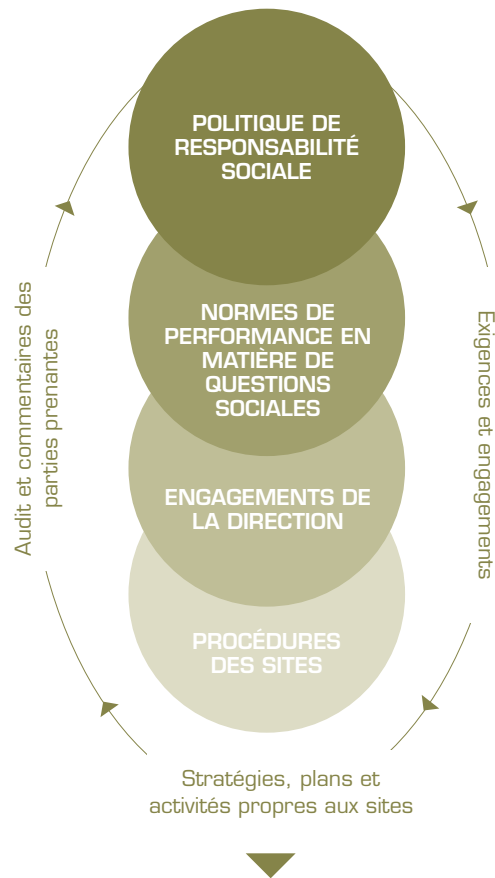 POLITIQUE DE
RESPONSABILITÉ
SOCIALE
NORMES DE
PERFORMANCE EN
MATIÈRE DE
QUESTIONS
SOCIALES
ENGAGEMENTS DE
LA DIRECTION
PROCÉDURES
DES SITES
Audit et commentaires des
parties prenantes
Exigences et engagements
Stratégies, plans et
activités propres aux sites